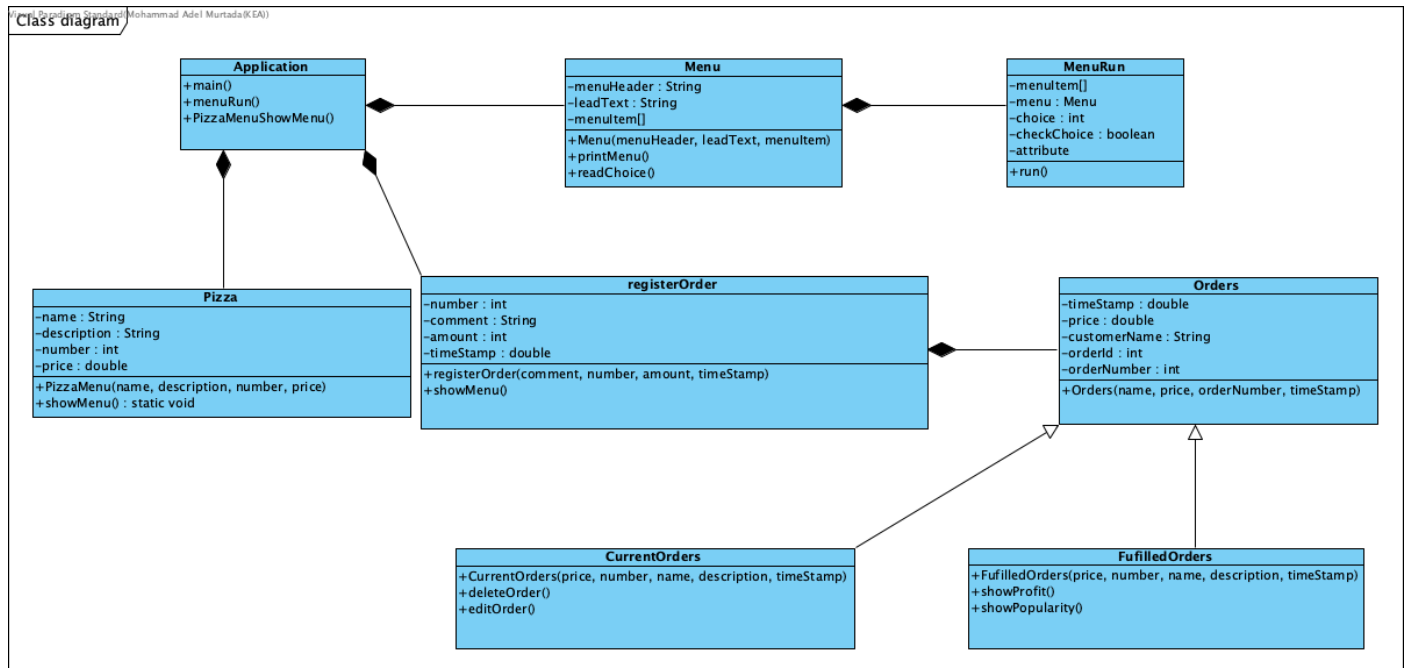 Visual Paradigm Standard(Mohammad Adel Murtada(KEA))
Class diagram
Application
+main()
+menuRun()
+PizzaMenuShowMenu()
Menu
-menuHeader : String
-leadText : String
-menuItem[]
+Menu(menuHeader, leadText, menuItem)
+printMenu()
+readChoice()
MenuRun
-menuItem[]
-menu : Menu
-choice : int
-checkChoice : boolean
-attribute
+run()
Pizza
-name : String
-description : String
-number : int
-price : double
+PizzaMenu(name, description, number, price)
+showMenu() : static void
registerOrder
-number : int
-comment : String
-amount : int
-timeStamp : double
+registerOrder(comment, number, amount, timeStamp)
+showMenu()
Orders
-timeStamp : double
-price : double
-customerName : String
-orderId : int
-orderNumber : int
+Orders(name, price, orderNumber, timeStamp)
CurrentOrders
+CurrentOrders(price, number, name, description, timeStamp)
+deleteOrder()
+editOrder()
FufilledOrders
+FufilledOrders(price, number, name, description, timeStamp)
+showProfit()
+showPopularity()